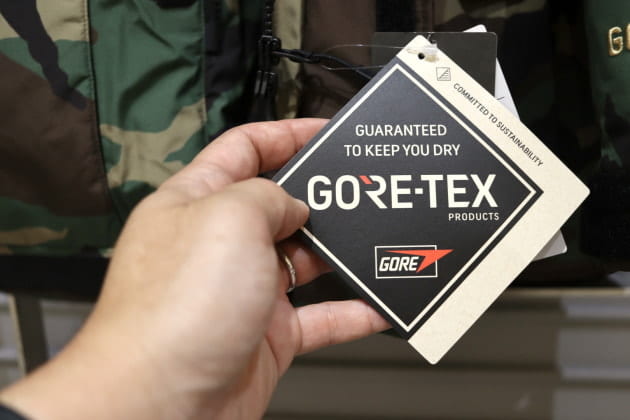 COMMITTED TO SUSTAINABILITY
GUARANTEED
TO KEEP YOU DRY
GORE-TEX
PRODUCTS
GORE